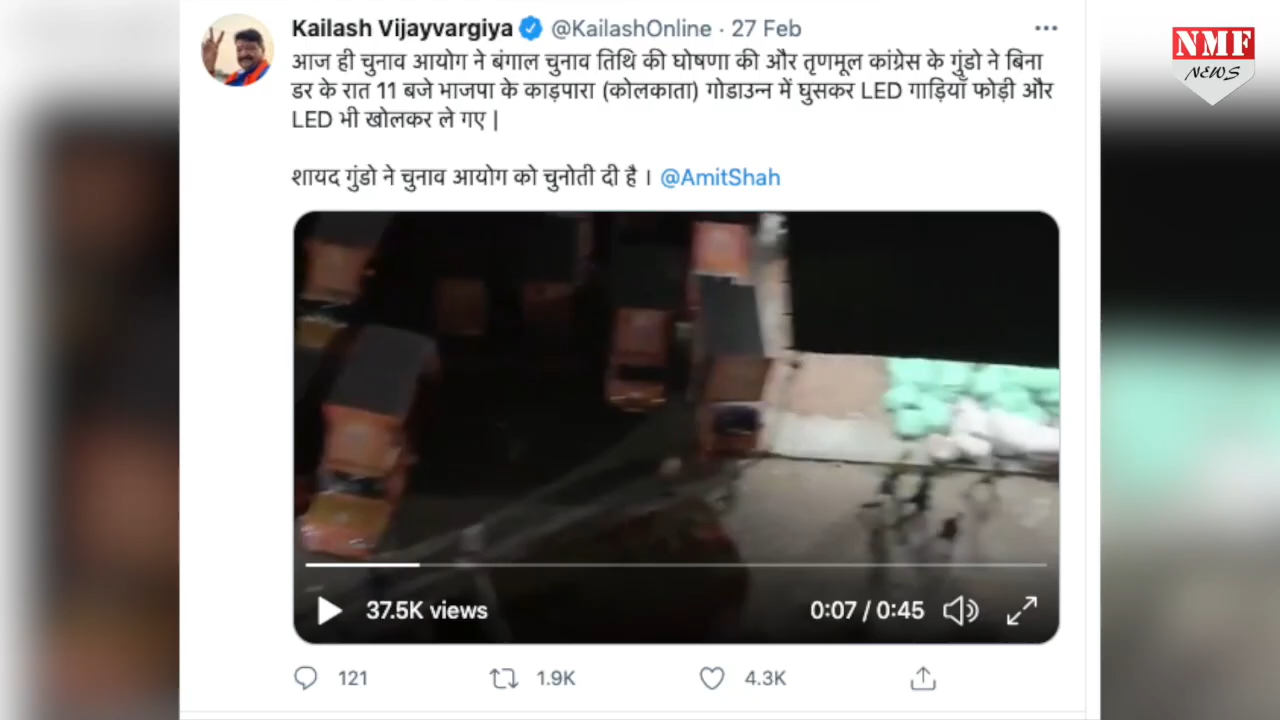 Kailash Vijayvargiya @KailashOnline · 27 Feb
NMF
NEWS
आज ही चुनाव आयोग ने बंगाल चुनाव तिथि की घोषणा की और तृणमूल कांग्रेस के गुंडो ने बिना
डर के रात 11 बजे भाजपा के काड़पारा (कोलकाता) गोडाउन्न में घुसकर LED गाड़ियाँ फोड़ी और
LED भी खोलकर ले गए |
शायद गुंडो ने चुनाव आयोग को चुनोती दी है । @AmitShah
37.5K views 0:07 / 0:45
121 1.9K 4.3K